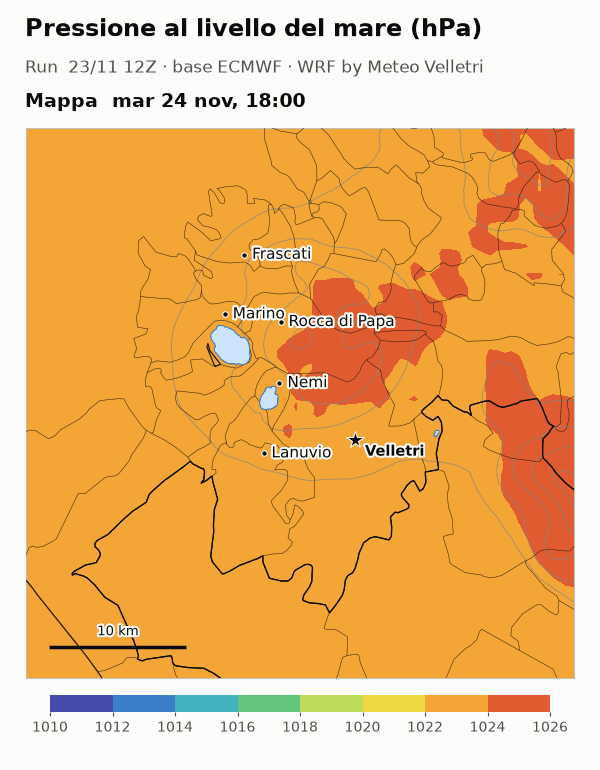 Pressione al livello del mare (hPa)
Run  23/11 12Z · base ECMWF · WRF by Meteo Velletri
Mappa  mar 24 nov, 18:00
Frascati
Marino
Rocca di Papa
Nemi
Velletri
Lanuvio
10 km
1010 1012 1014 1016 1018 1020 1022 1024 1026